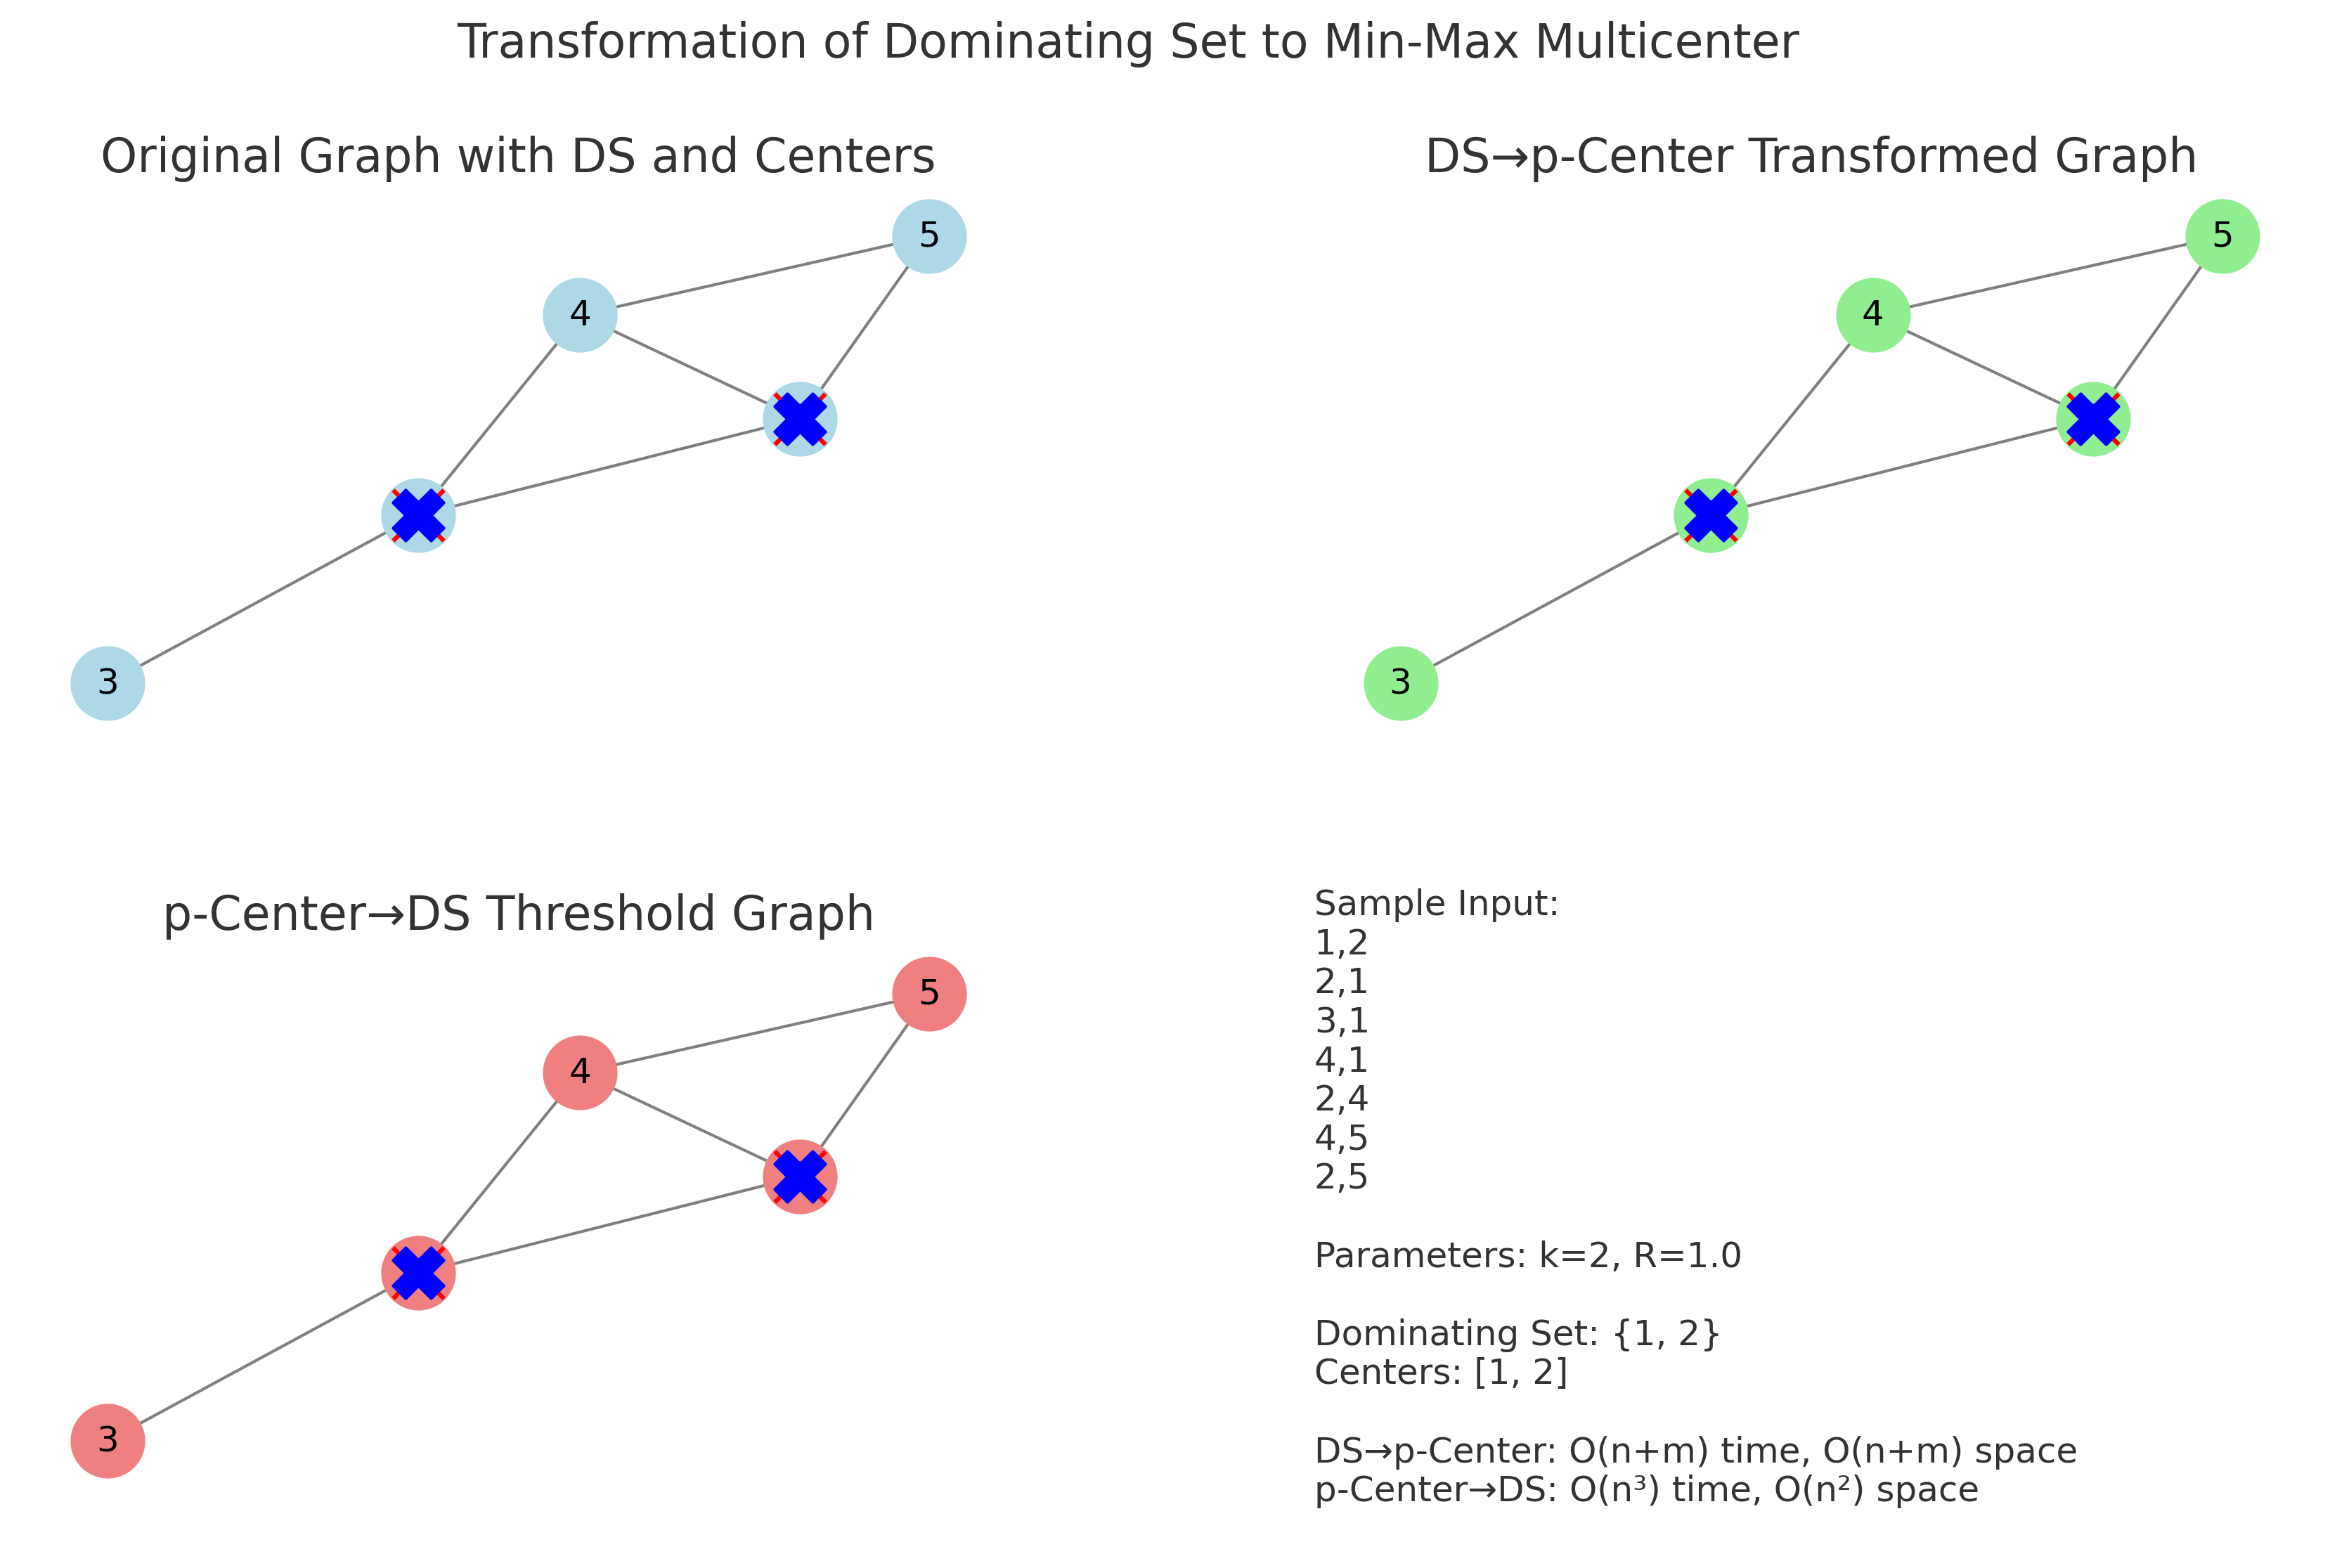 Transformation of Dominating Set to Min-Max Multicenter
Original Graph with DS and Centers
5
4
3
DS→p-Center Transformed Graph
5
4
3
p-Center→DS Threshold Graph
5
4
3
Sample Input:
1,2
2,1
3,1
4,1
2,4
4,5
2,5
Parameters: k=2, R=1.0
Dominating Set: {1, 2}
Centers: [1, 2]
DS→p-Center: O(n+m) time, O(n+m) space
p-Center→DS: O(n³) time, O(n²) space